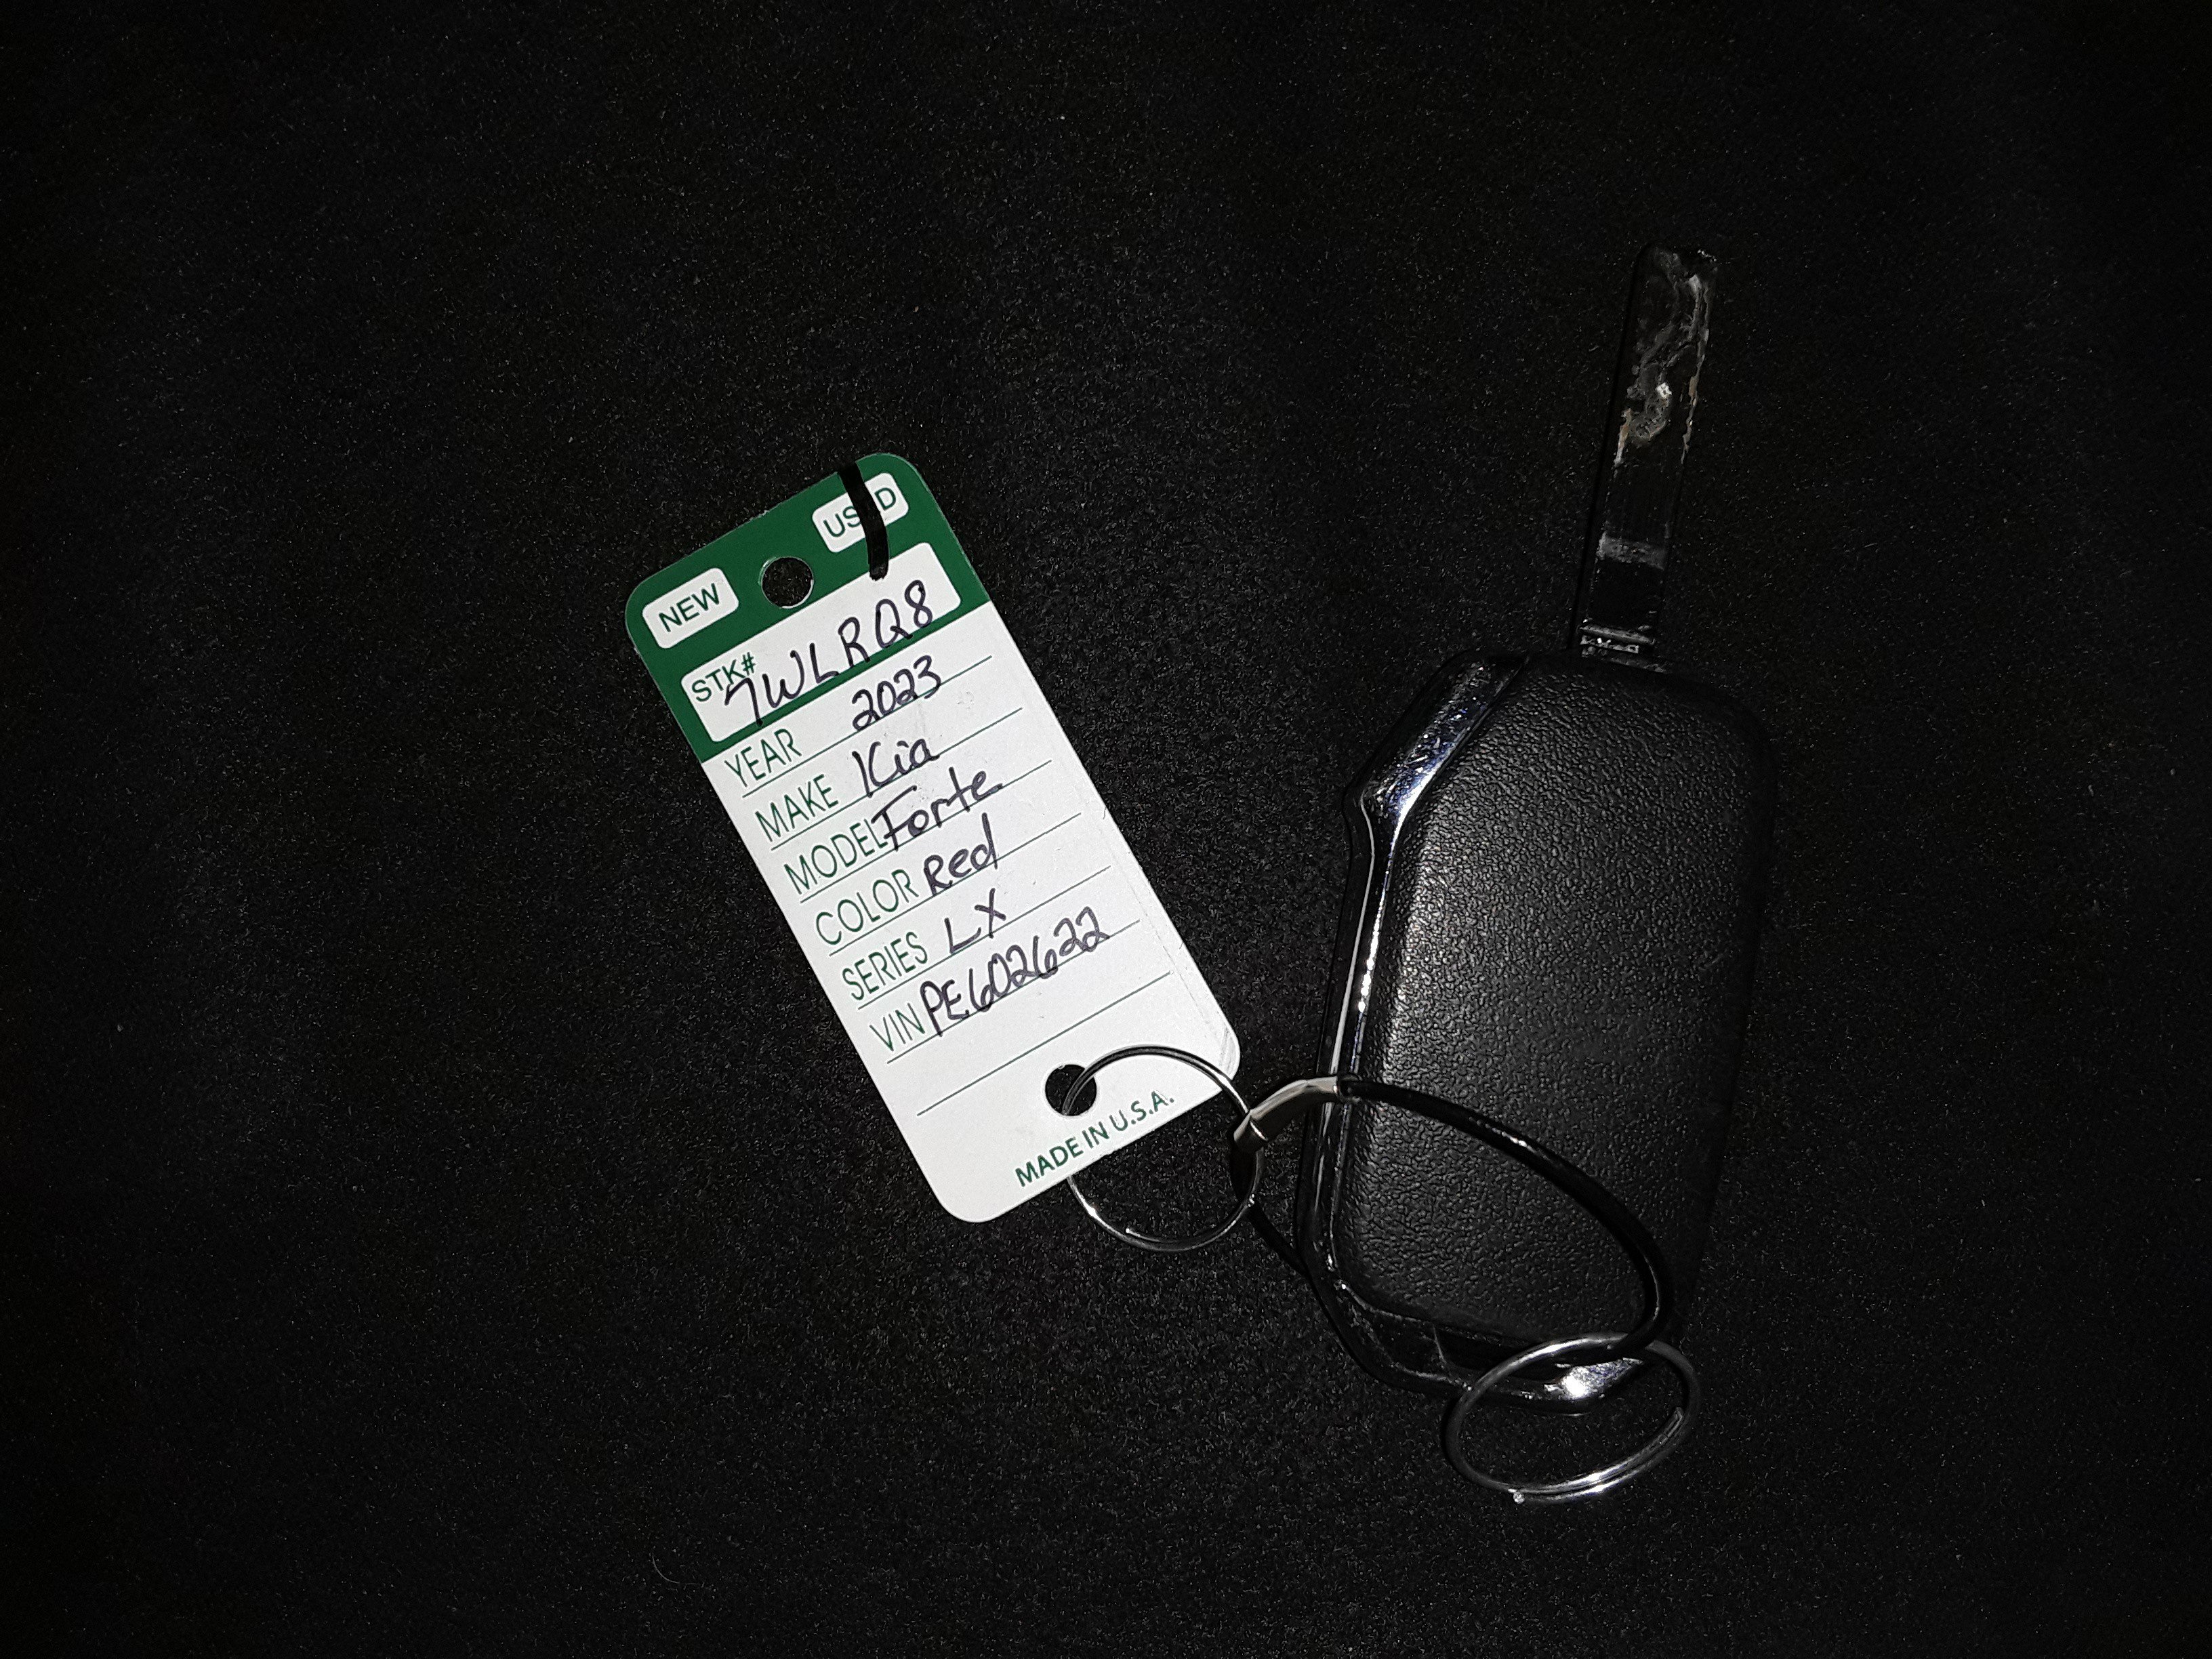 NEW USED
STK# 7WLRQ8
YEAR 2023
MAKE Kia
MODEL Forte
COLOR Red
SERIES LX
VIN PE602622
MADE IN U.S.A.